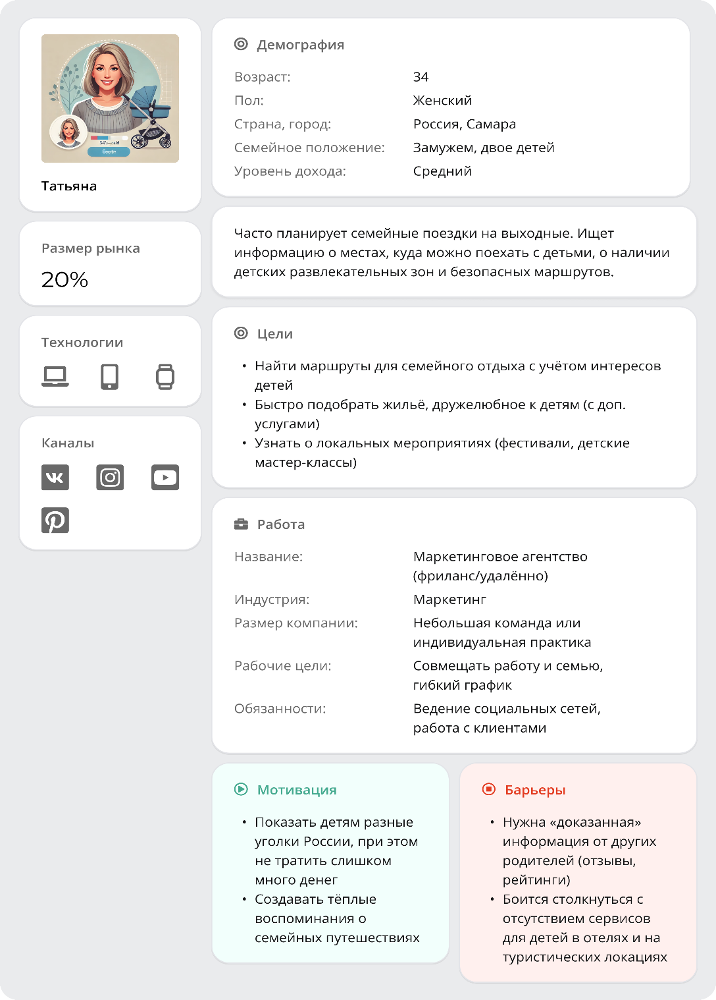 Татьяна
Размер рынка
20%
Технологии
Каналы
Демография
Возраст: 34
Пол: Женский
Страна, город: Россия, Самара
Семейное положение: Замужем, двое детей
Уровень дохода: Средний
Часто планирует семейные поездки на выходные. Ищет
информацию о местах, куда можно поехать с детьми, о наличии
детских развлекательных зон и безопасных маршрутов.
Цели
• Найти маршруты для семейного отдыха с учётом интересов
детей
• Быстро подобрать жильё, дружелюбное к детям (с доп.
услугами)
• Узнать о локальных мероприятиях (фестивали, детские
мастер-классы)
Работа
Название: Маркетинговое агентство
(фриланс/удалённо)
Индустрия: Маркетинг
Размер компании: Небольшая команда или
индивидуальная практика
Рабочие цели: Совмещать работу и семью,
гибкий график
Обязанности: Ведение социальных сетей,
работа с клиентами
Мотивация
• Показать детям разные
уголки России, при этом
не тратить слишком
много денег
• Создавать тёплые
воспоминания о
семейных путешествиях
Барьеры
• Нужна «доказанная»
информация от других
родителей (отзывы,
рейтинги)
• Боится столкнуться с
отсутствием сервисов
для детей в отелях и на
туристических локациях